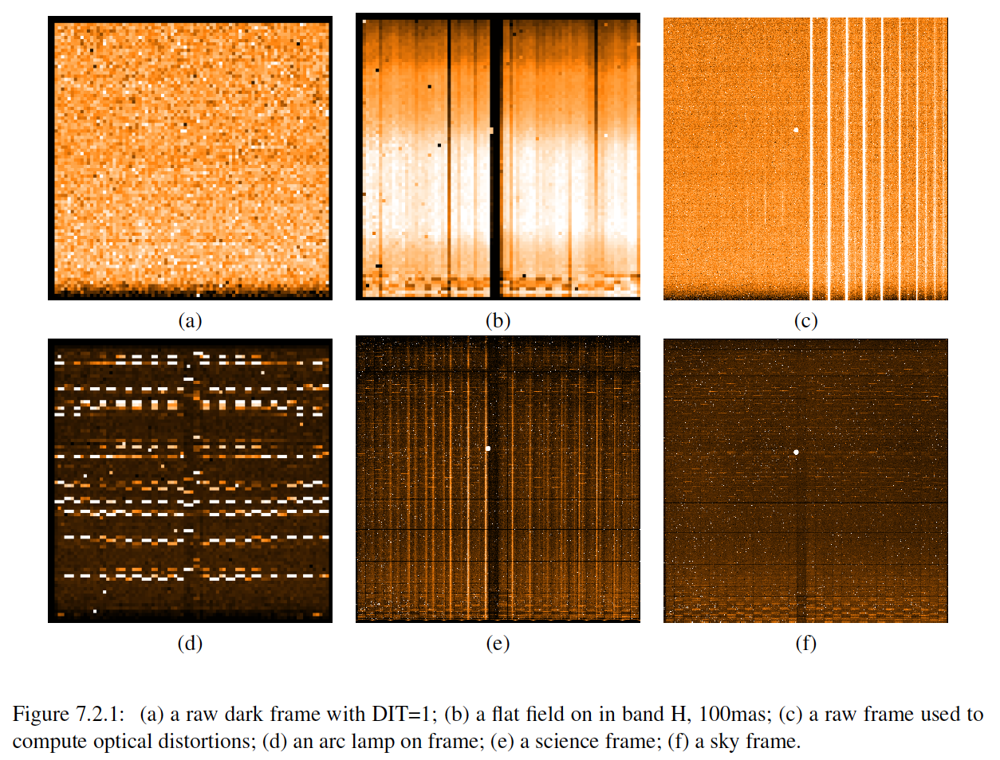 (a)
(b)
(c)
(d)
(e)
(f)
Figure 7.2.1: (a) a raw dark frame with DIT=1; (b) a flat field on in band H, 100mas; (c) a raw frame used to
compute optical distortions; (d) an arc lamp on frame; (e) a science frame; (f) a sky frame.